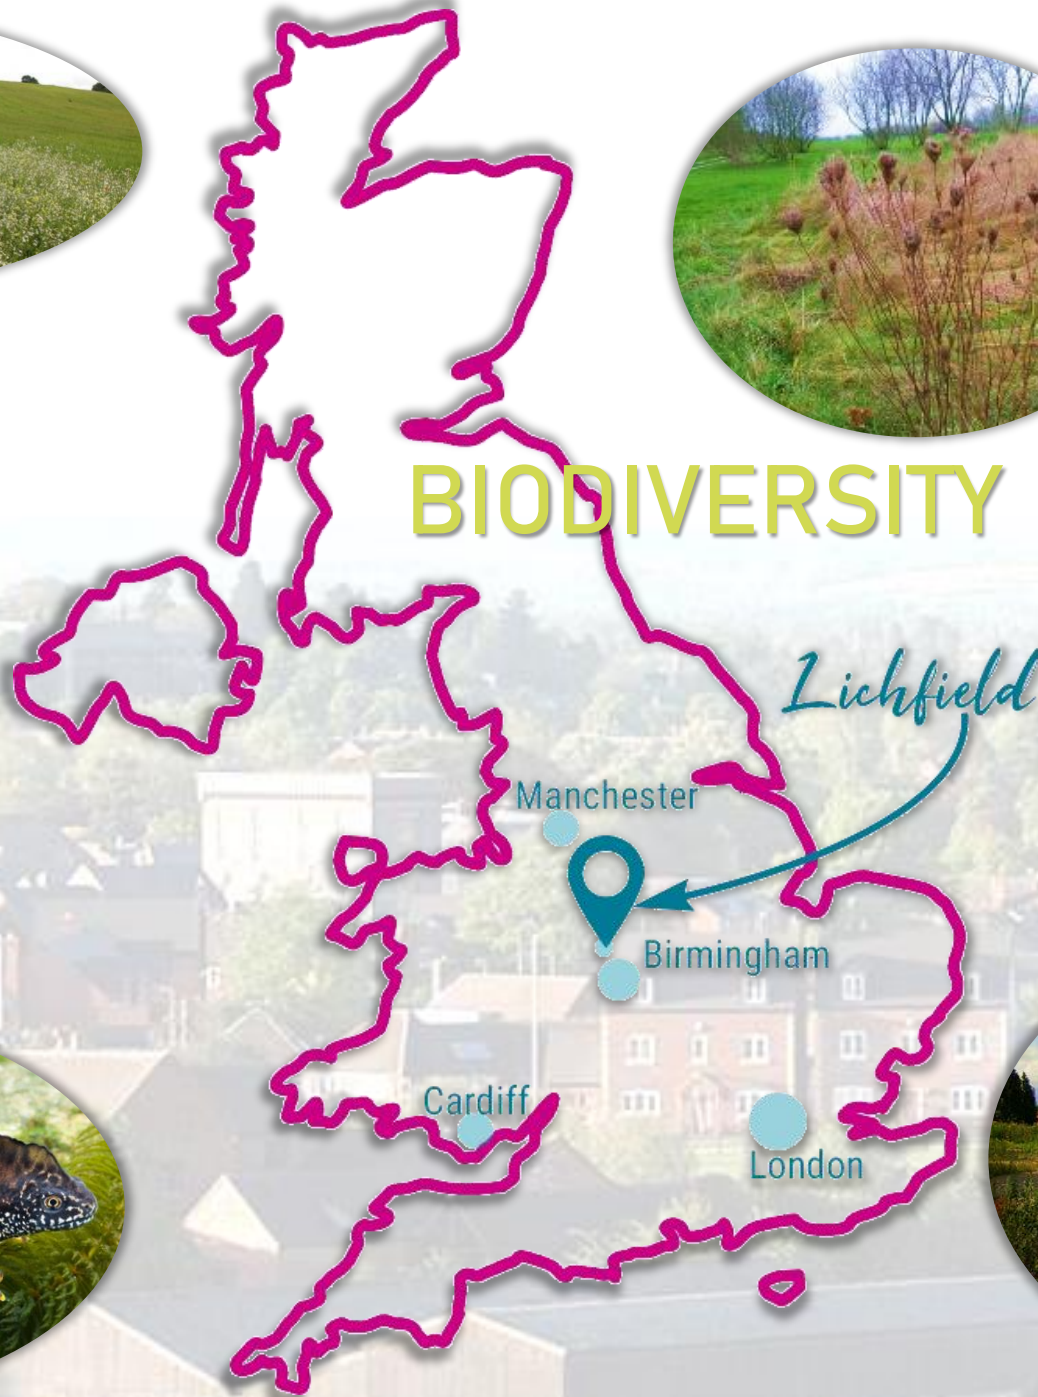 BIODIVERSITY
Lichfield
Manchester
Birmingham
Cardiff
London